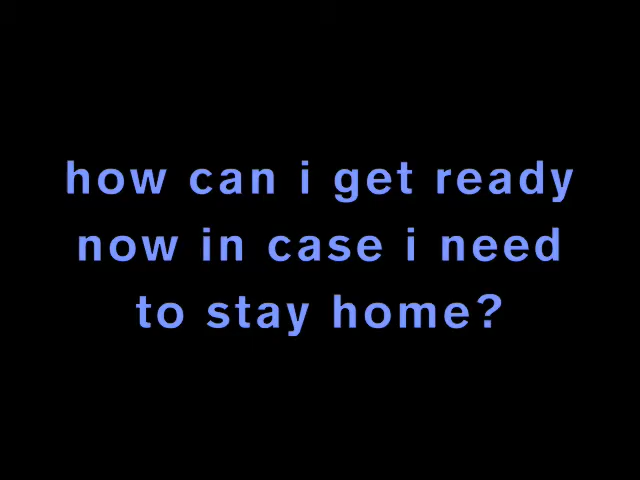 how can i get ready
now in case i need
to stay home?